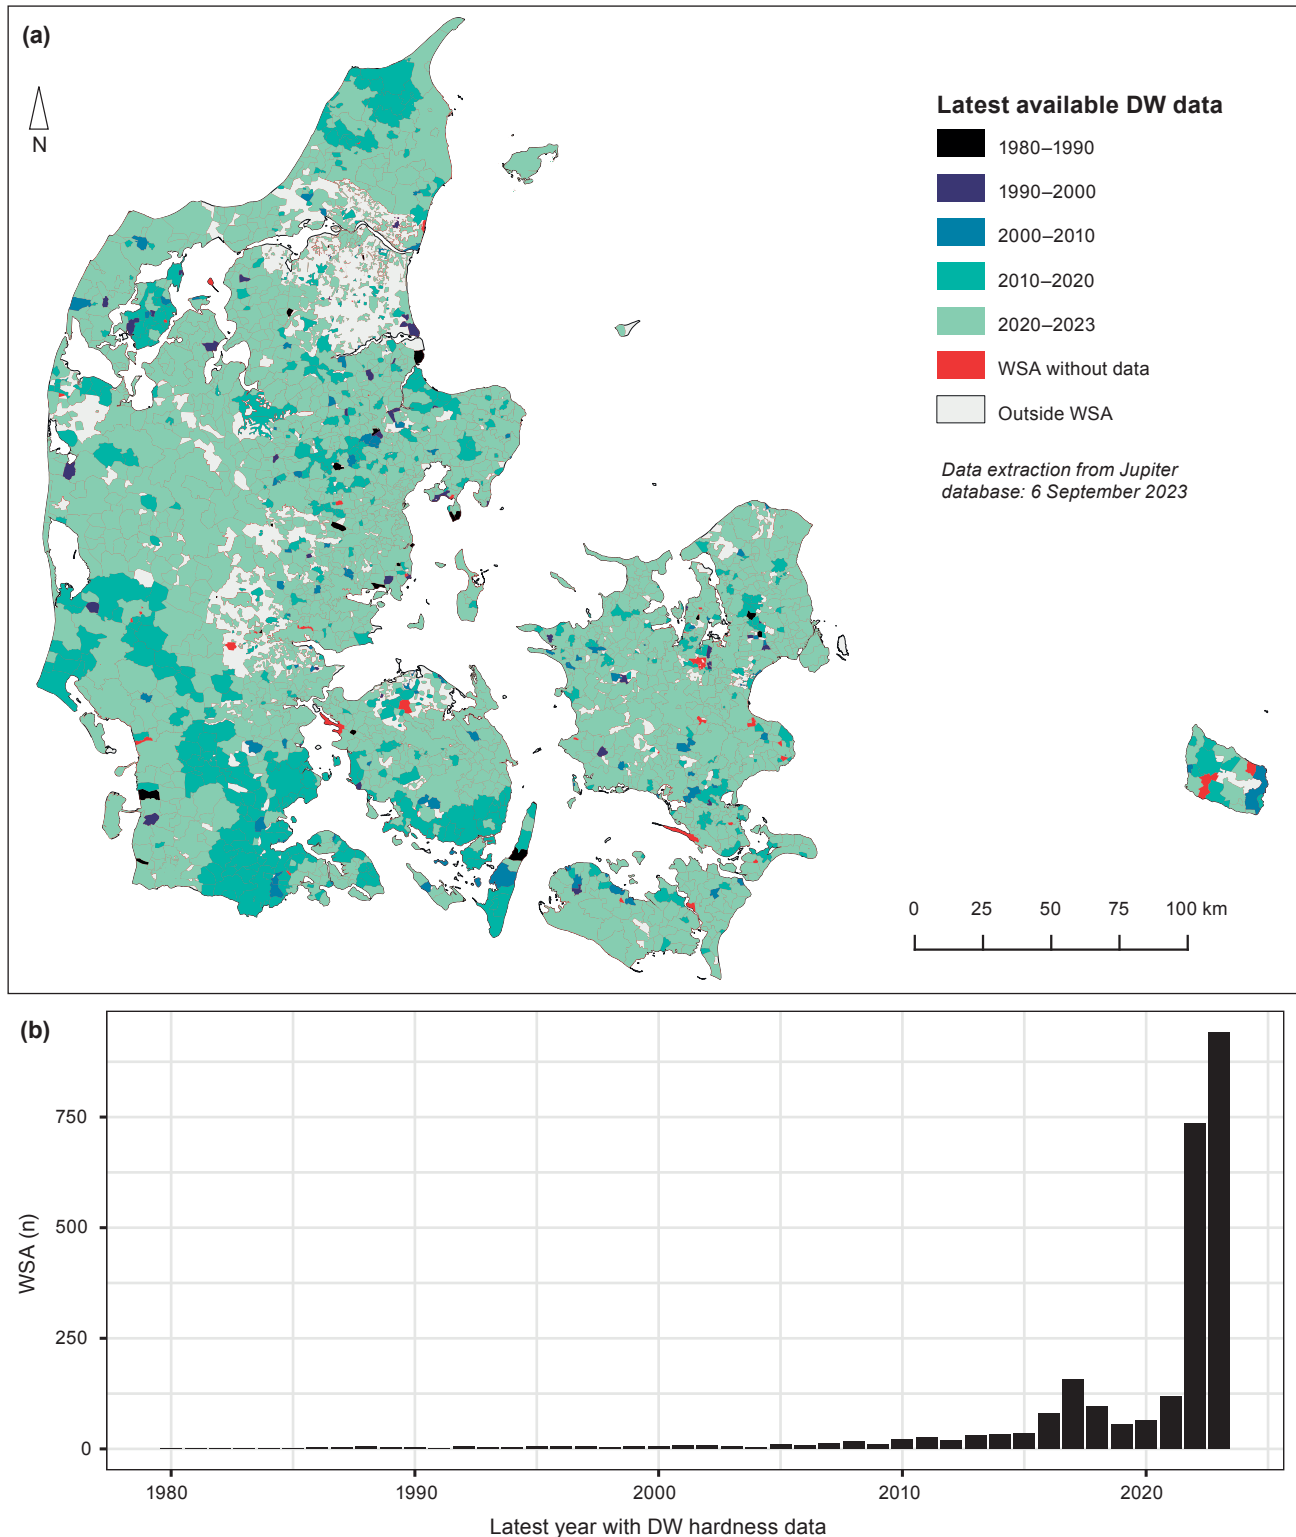 (a)
N
Latest available DW data
1980–1990
1990–2000
2000–2010
2010–2020
2020–2023
WSA without data
Outside WSA
Data extraction from Jupiter
database: 6 September 2023
0 25 50 75 100 km
(b)
WSA (n)
750
500
250
0
1980 1990 2000 2010 2020
Latest year with DW hardness data